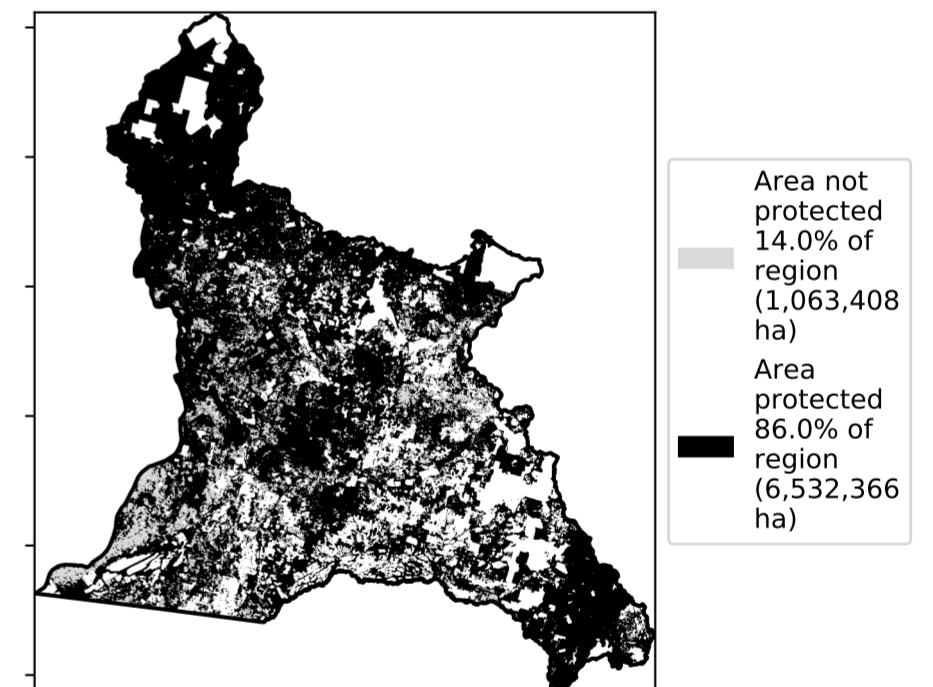 Area not
protected
14.0% of
region
(1,063,408
ha)
Area
protected
86.0% of
region
(6,532,366
ha)